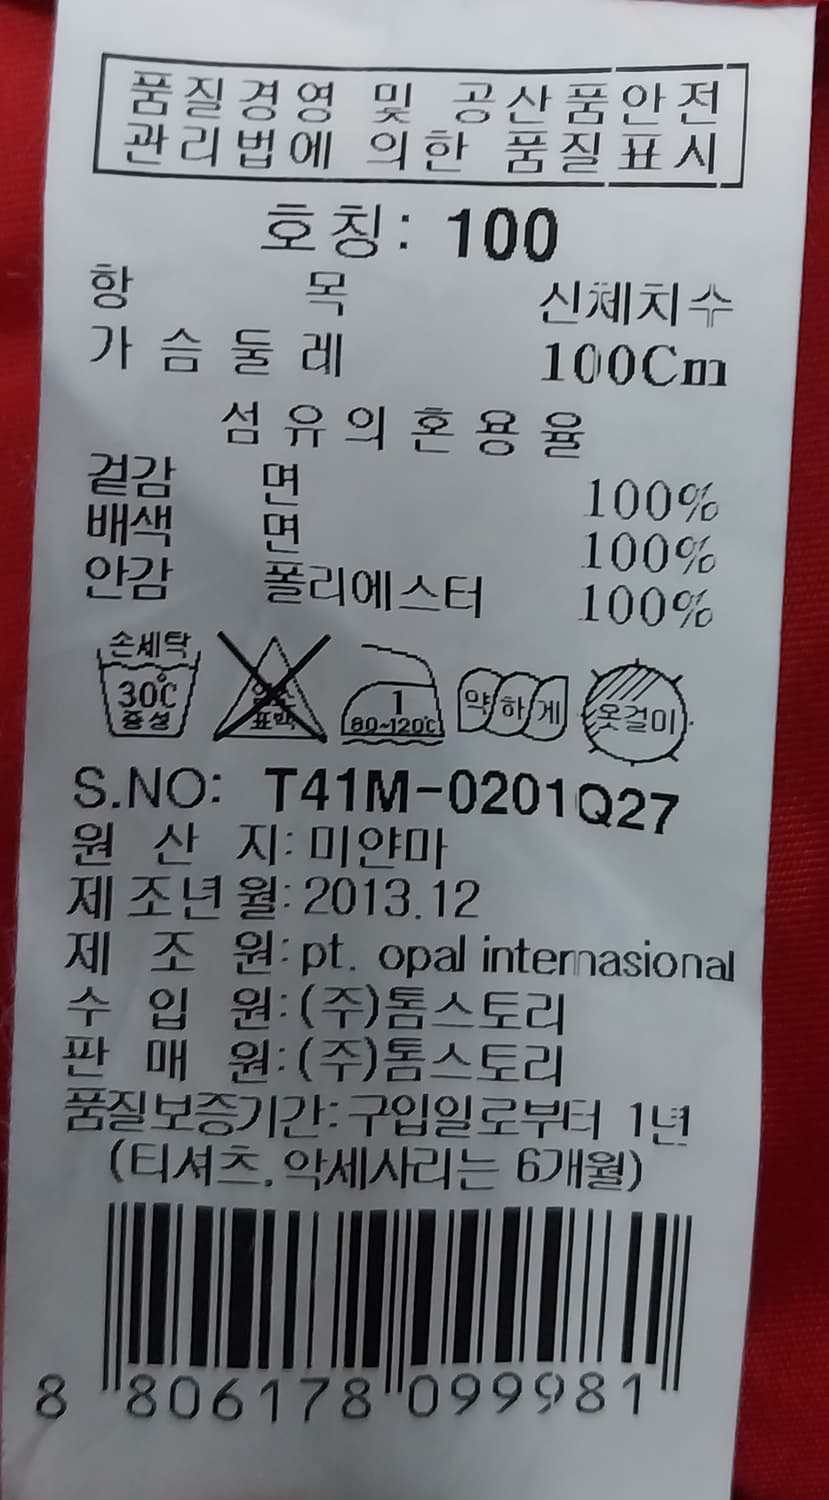 품질경영 및 공산품안전
관리법에 의한 품질표시
호칭: 100
항 목 신체치수
가슴둘레 100Cm
섬유의혼용율
겉감 면 100%
배색 면 100%
안감 폴리에스터 100%
손세탁
30℃
중성
염소
표백
1
80~120℃
약하게
옷걸이
S.NO: T41M-0201Q27
원 산 지: 미얀마
제조년월: 2013.12
제 조 원: pt. opal internasional
수 입 원: (주)톰스토리
판 매 원: (주)톰스토리
품질보증기간: 구입일로부터 1년
(티셔츠, 악세사리는 6개월)
8 806178 099981